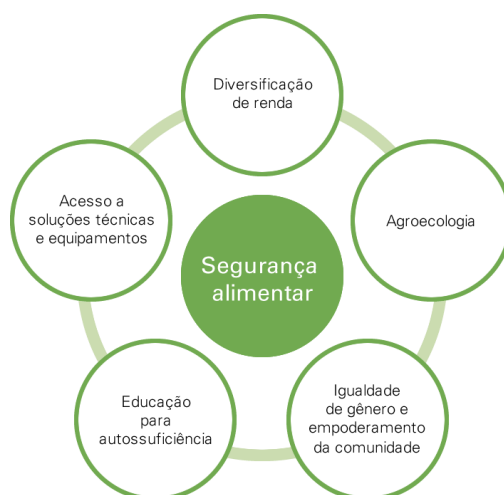 Diversificação
de renda
Acesso a
soluções técnicas
e equipamentos
Agroecologia
Segurança
alimentar
Educação
para
autossuficiência
Igualdade
de gênero e
empoderamento
da comunidade